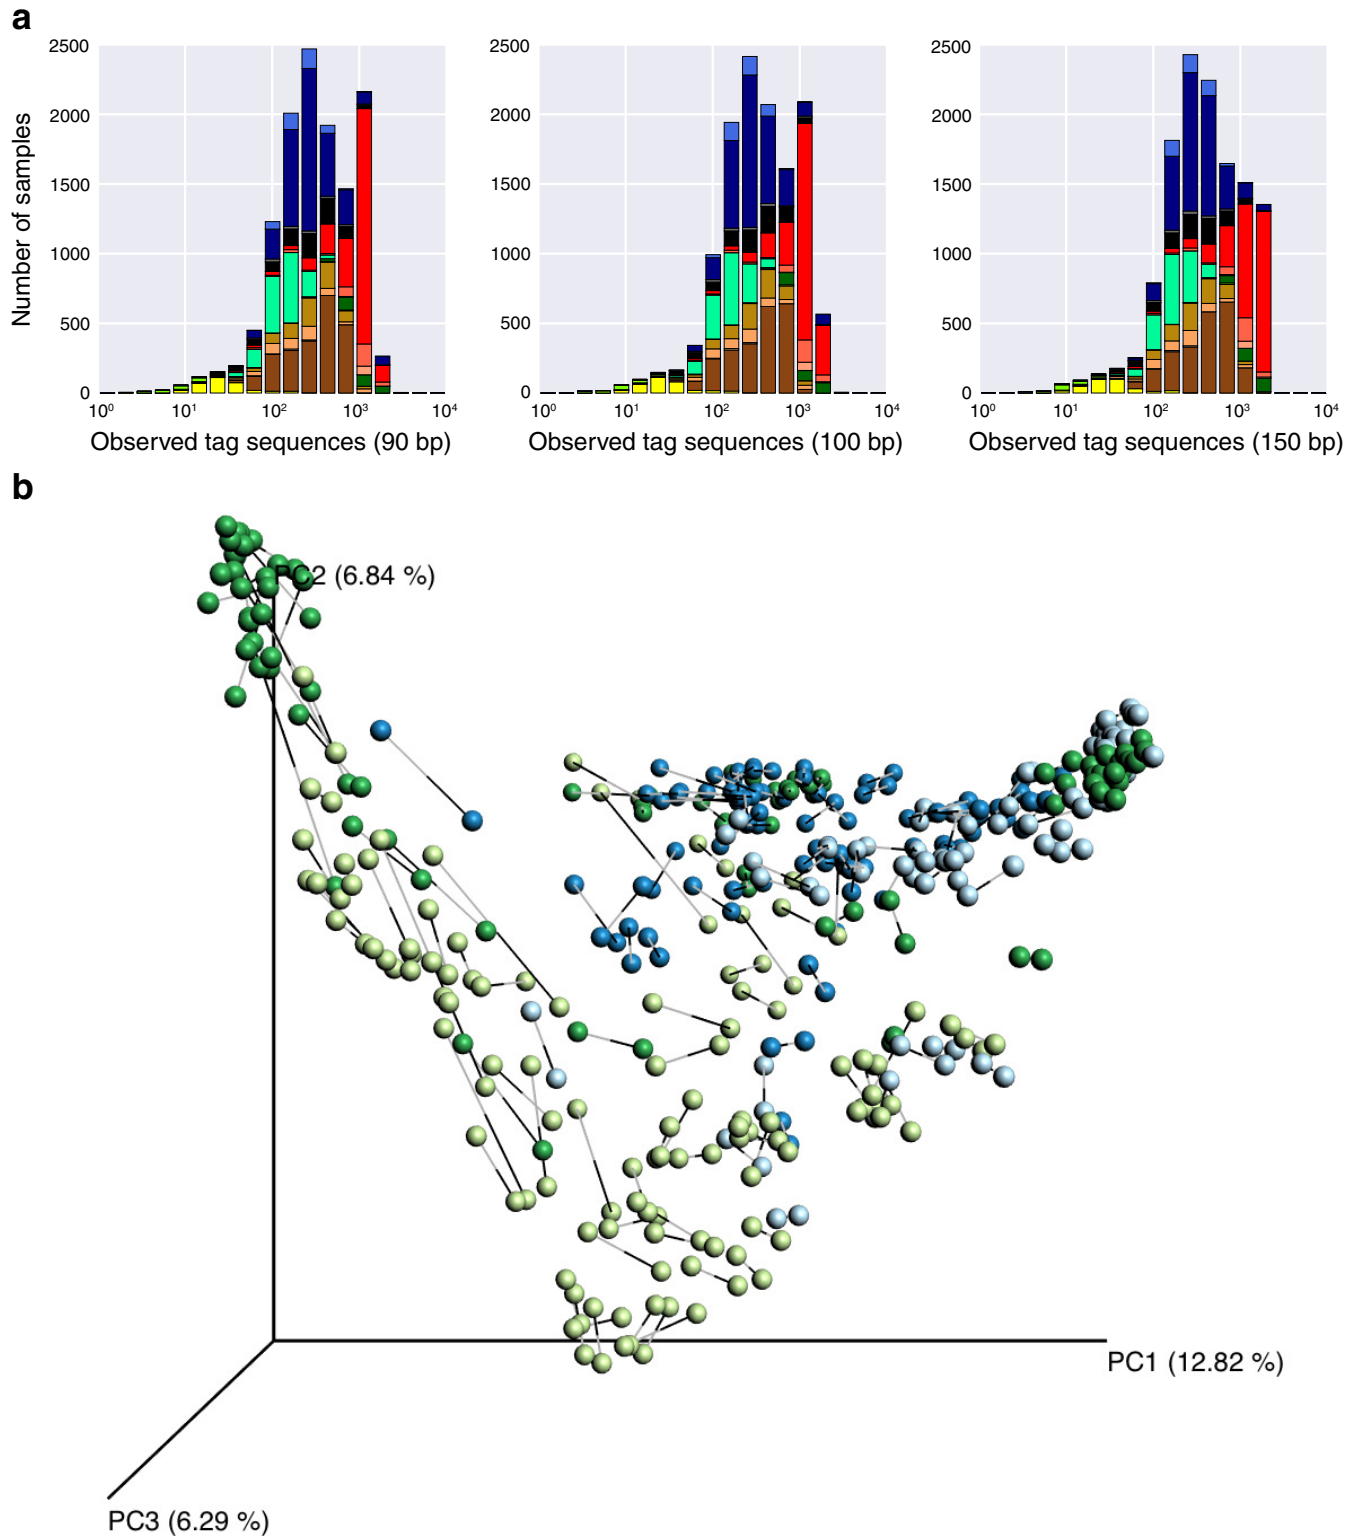 a
Number of samples
2500
2000
1500
1000
500
0
10⁰ 10¹ 10² 10³ 10⁴
Observed tag sequences (90 bp)
2500
2000
1500
1000
500
0
10⁰ 10¹ 10² 10³ 10⁴
Observed tag sequences (100 bp)
2500
2000
1500
1000
500
0
10⁰ 10¹ 10² 10³ 10⁴
Observed tag sequences (150 bp)
b
PC2 (6.84 %)
PC1 (12.82 %)
PC3 (6.29 %)